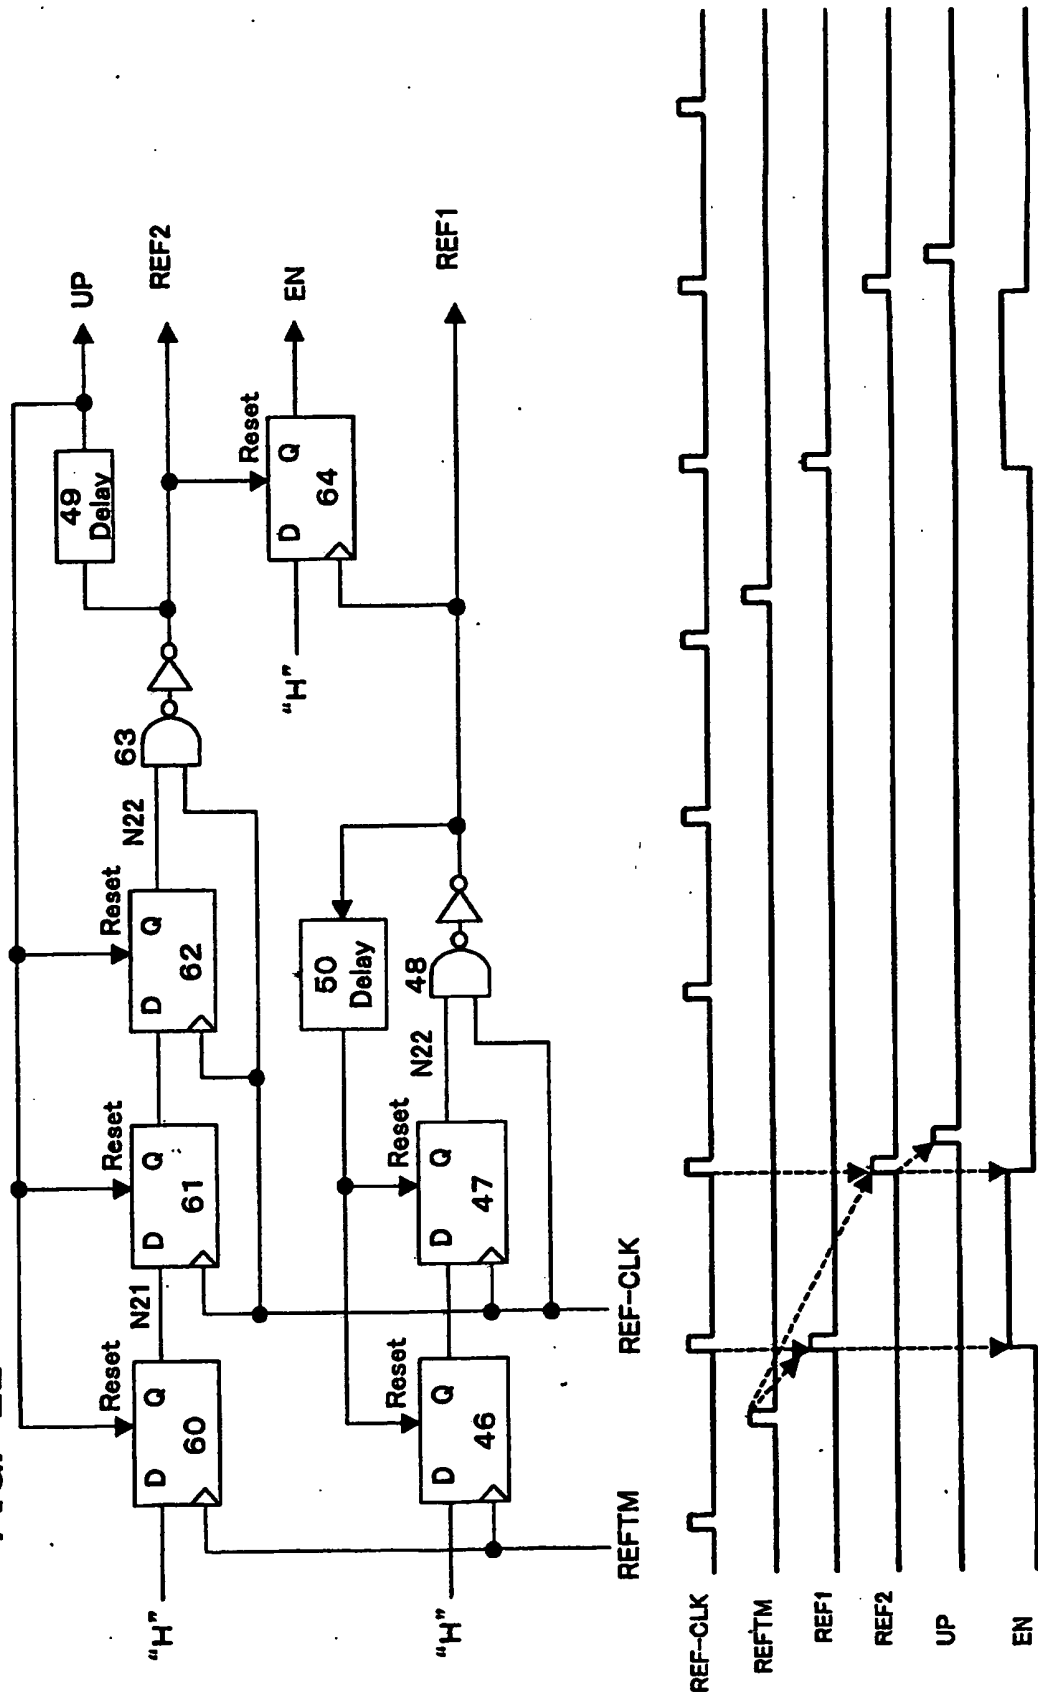 UP
49
Delay
REF2
63
N22
Reset
D Q
62
Reset
D Q
61
N21
Reset
D Q
60
"H"
Reset
D Q
64
EN
"H"
REF1
50
Delay
48
N22
Reset
D Q
47
Reset
D Q
46
"H"
REFTM
REF-CLK
REF-CLK
REFTM
REF1
REF2
UP
EN